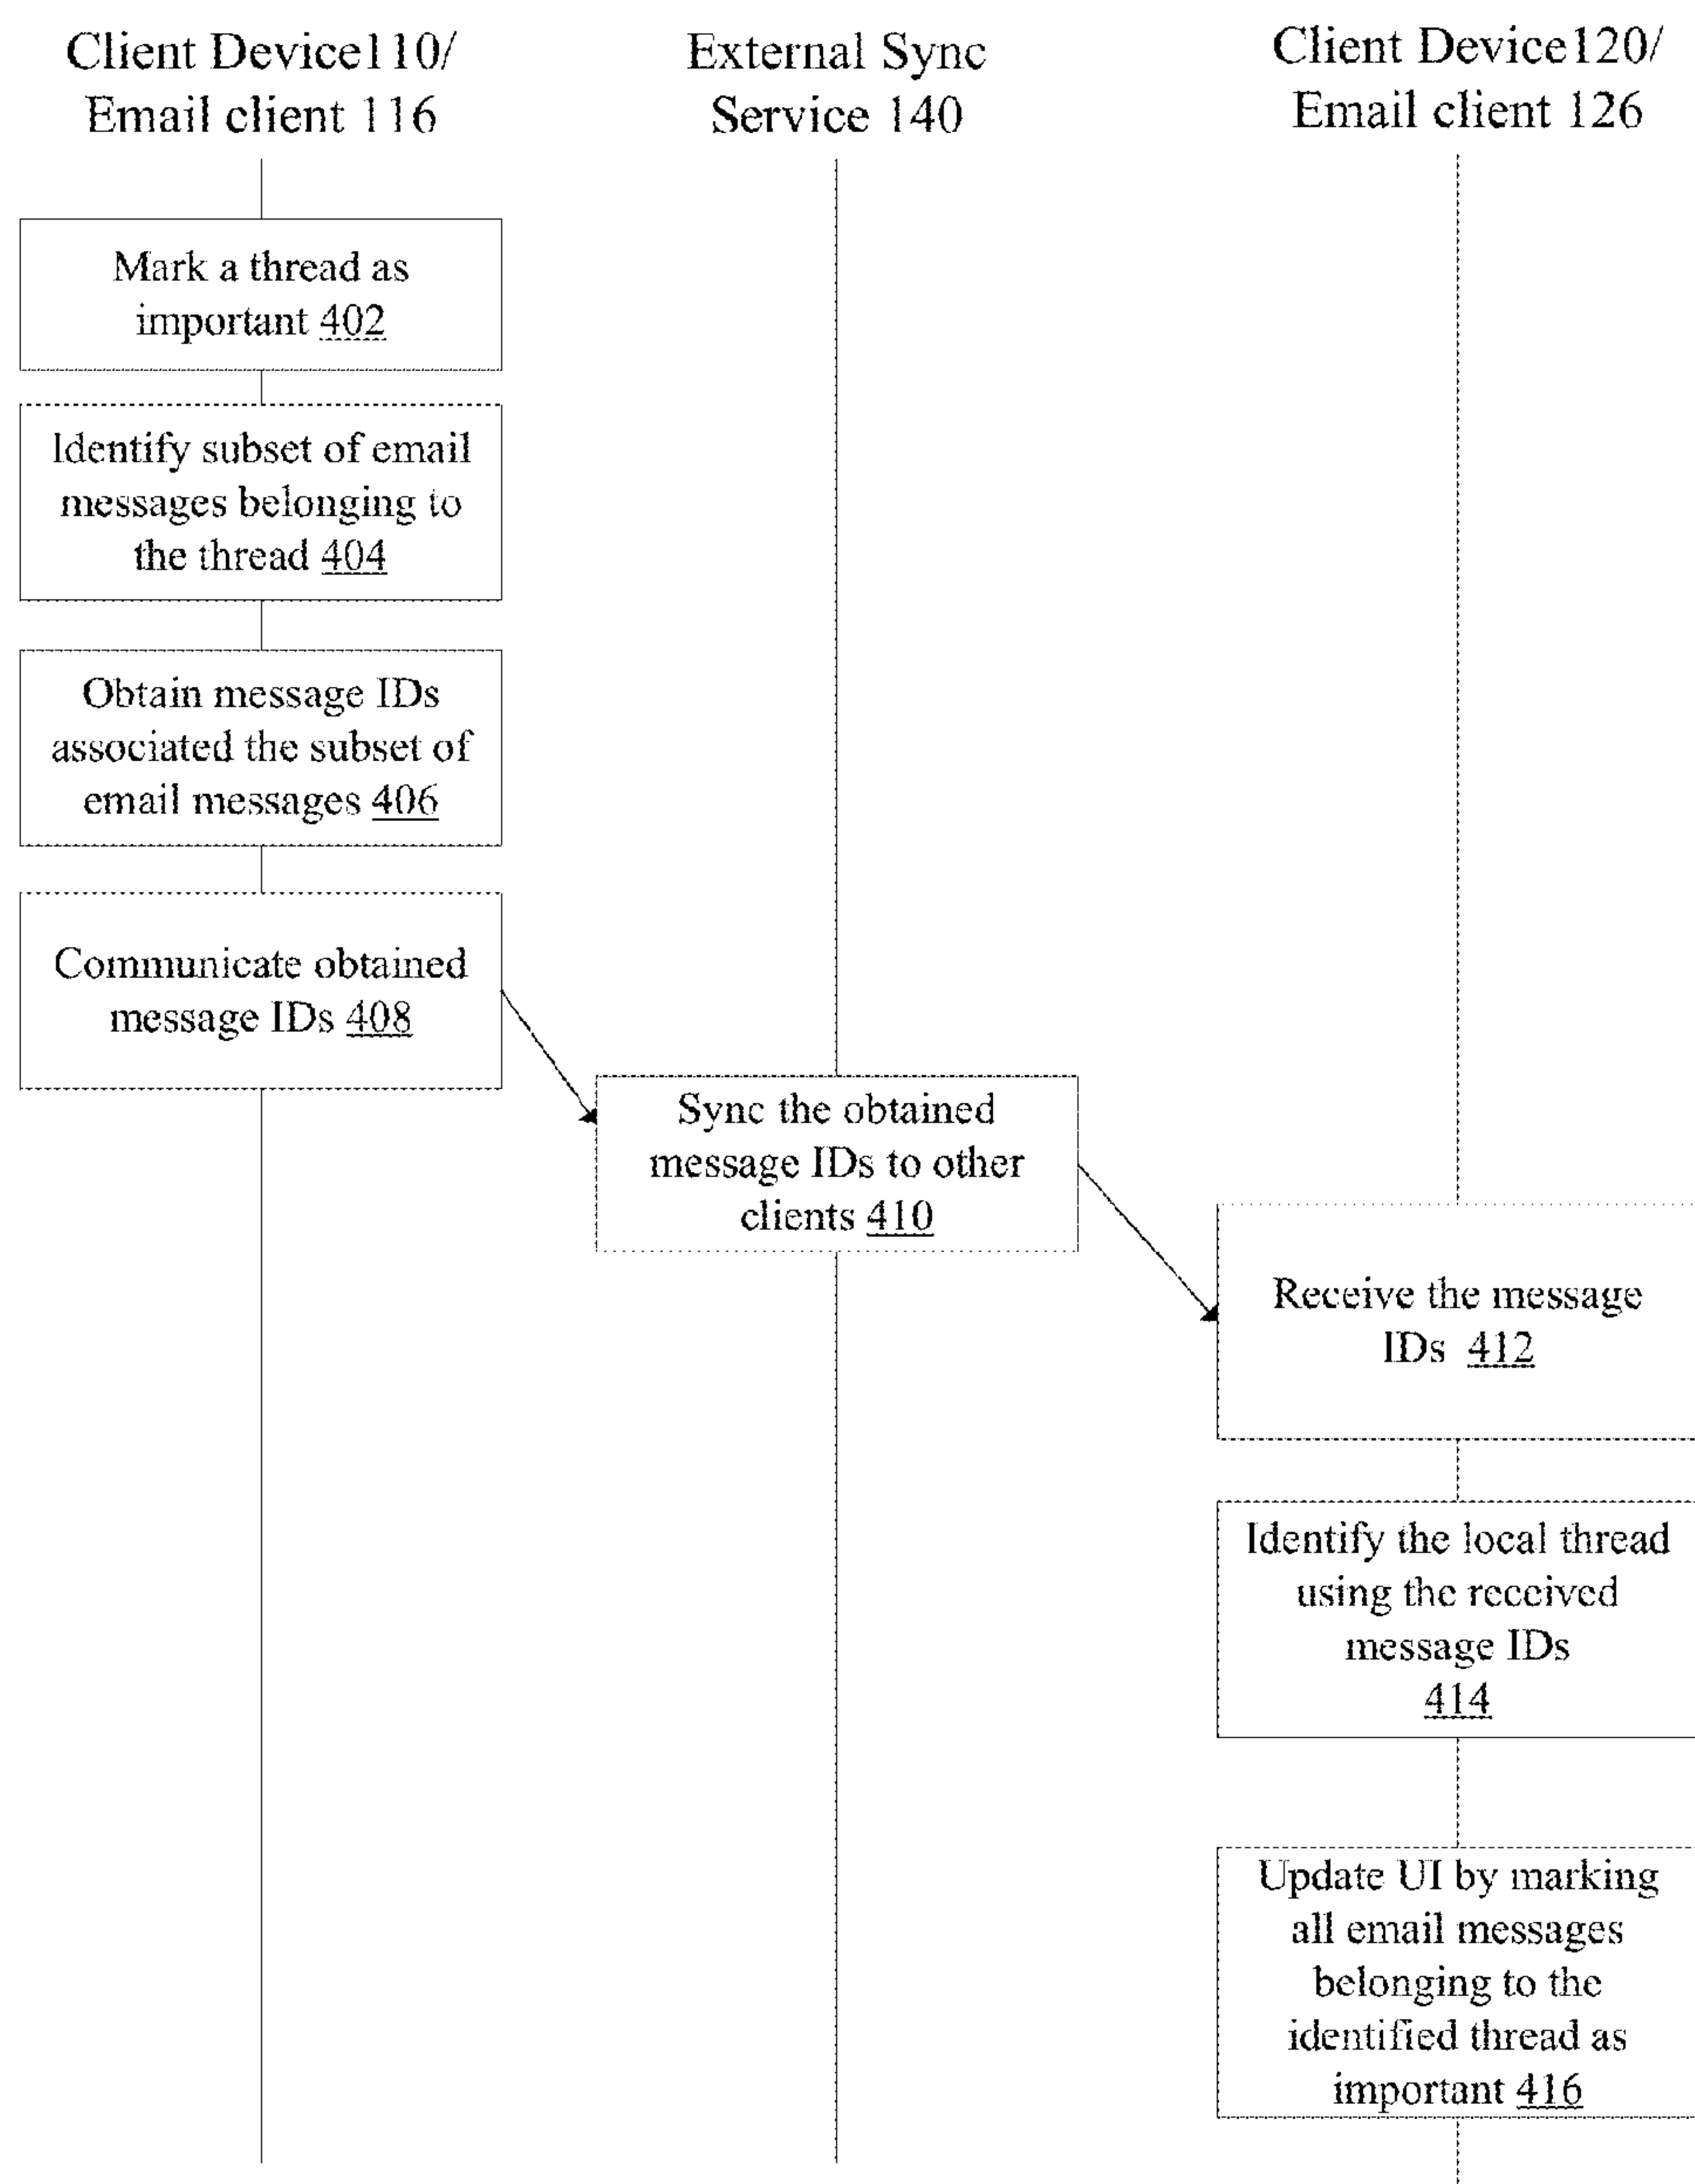 Client Device110/
Email client 116
External Sync
Service 140
Client Device120/
Email client 126
Mark a thread as
important 402
Identify subset of email
messages belonging to
the thread 404
Obtain message IDs
associated the subset of
email messages 406
Communicate obtained
message IDs 408
Sync the obtained
message IDs to other
clients 410
Receive the message
IDs 412
Identify the local thread
using the received
message IDs
414
Update UI by marking
all email messages
belonging to the
identified thread as
important 416